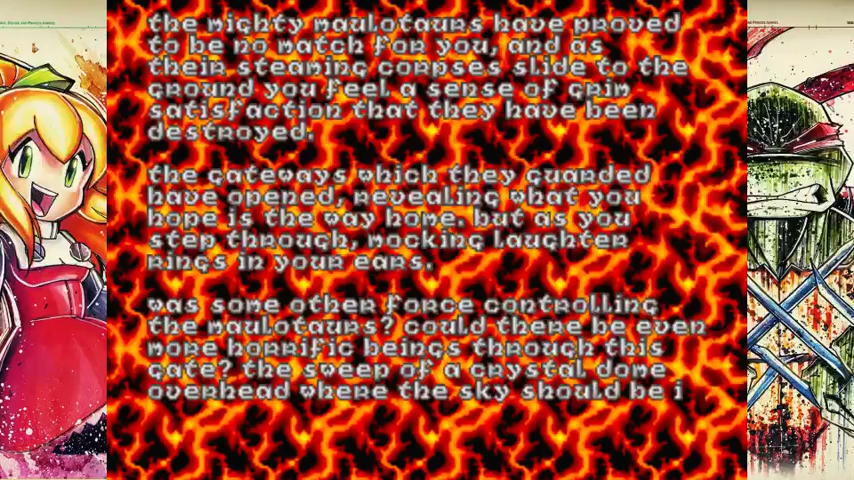 the mighty maulotaurs have proved
to be no match for you, and as
their steaming corpses slide to the
ground you feel a sense of grim
satisfaction that they have been
destroyed.
the gateways which they guarded
have opened, revealing what you
hope is the way home. but as you
step through, mocking laughter
rings in your ears.
was some other force controlling
the maulotaurs? could there be even
more horrific beings through this
gate? the sweep of a crystal dome
overhead where the sky should be i